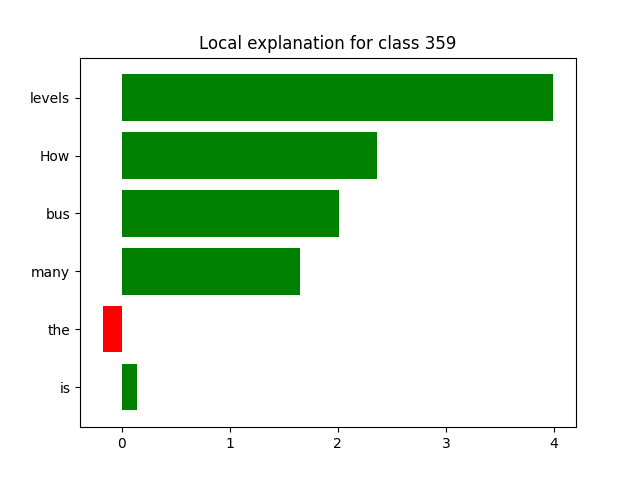 Local explanation for class 359
levels
How
bus
many
the
is
0 1 2 3 4